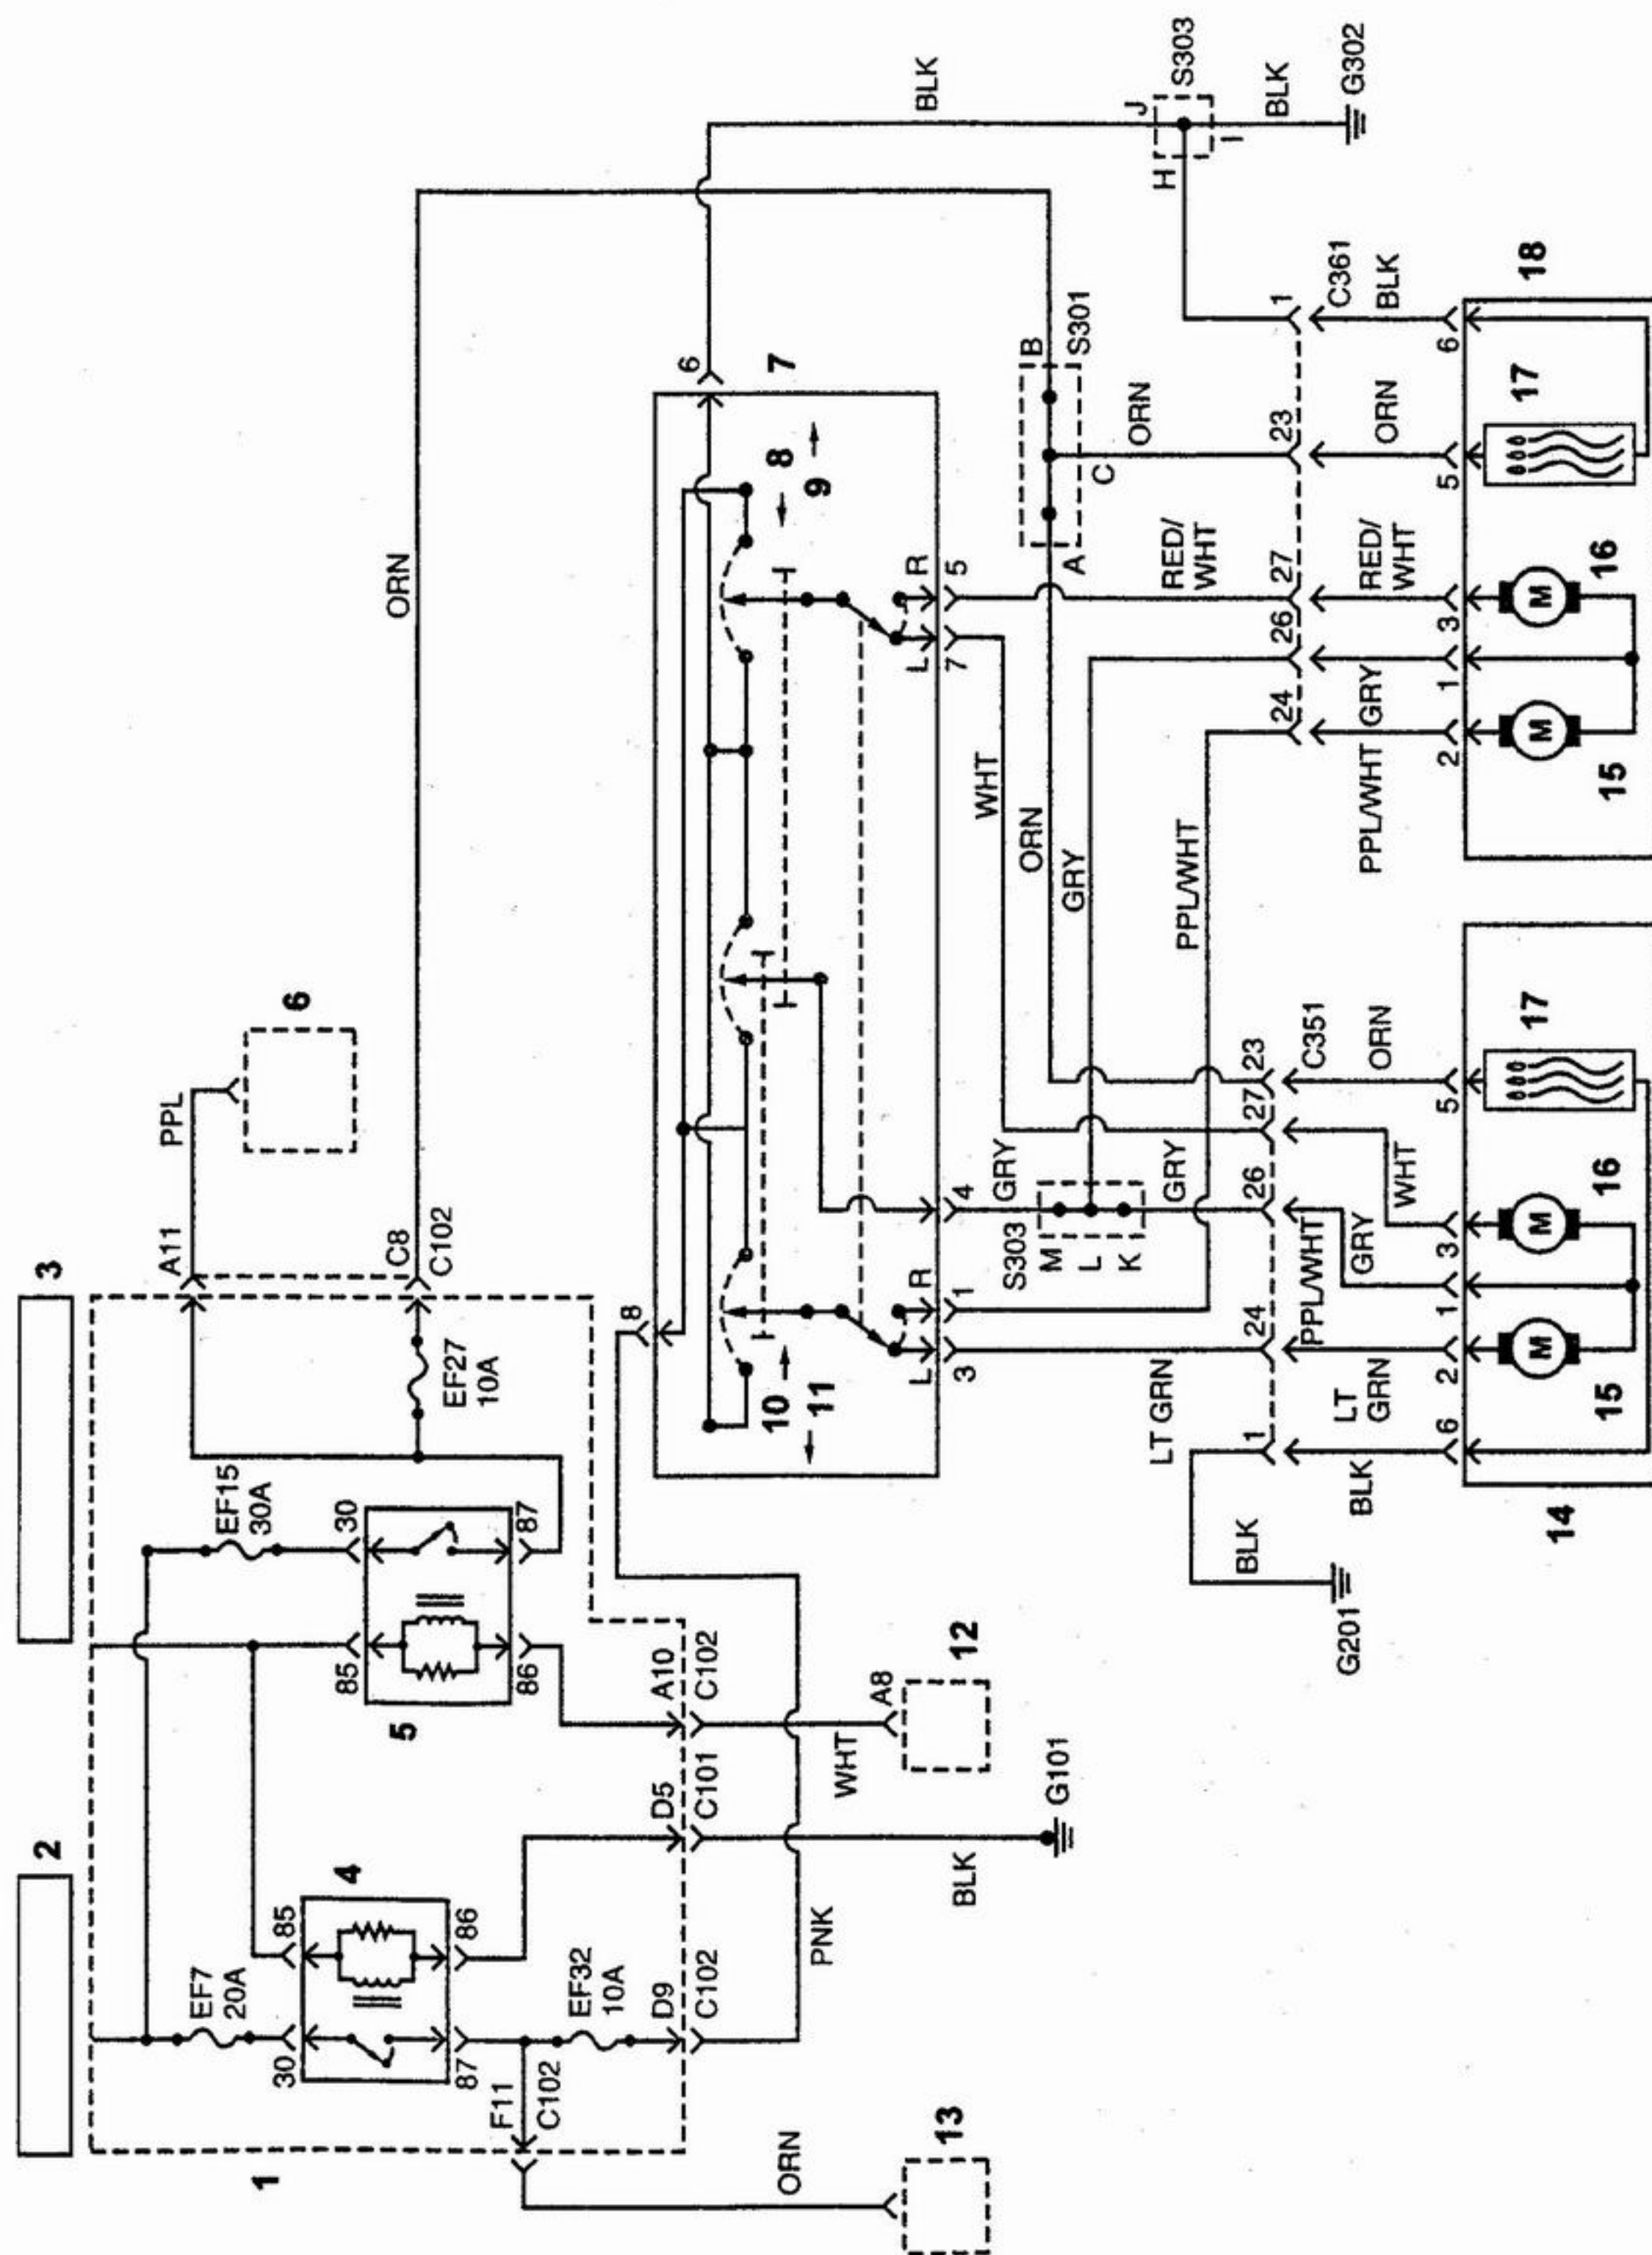 2
3
EF7
20A
EF15
30A
30
85
4
87
86
85
30
5
86
87
EF32
10A
EF27
10A
1
F11
C102
D9
C102
D5
C101
A10
C102
A11
C8
C102
PPL
6
ORN
13
PNK
BLK
G101
WHT
A8
12
ORN
8
6
7
10
11
8
9
L
R
3
1
4
L
R
7
5
BLK
J
S303
H
I
BLK
G302
B
S301
A
C
ORN
WHT
ORN
GRY
PPL/WHT
RED/
WHT
GRY
S303
M
L
K
GRY
LT GRN
BLK
G201
1
24
26
27
23
C351
PPL/WHT
LT
GRN
BLK
GRY
WHT
ORN
6
2
1
3
5
14
15
16
17
24
26
27
23
1
C361
PPL/WHT
GRY
RED/
WHT
ORN
BLK
2
1
3
5
6
15
16
17
18
M
M
M
M